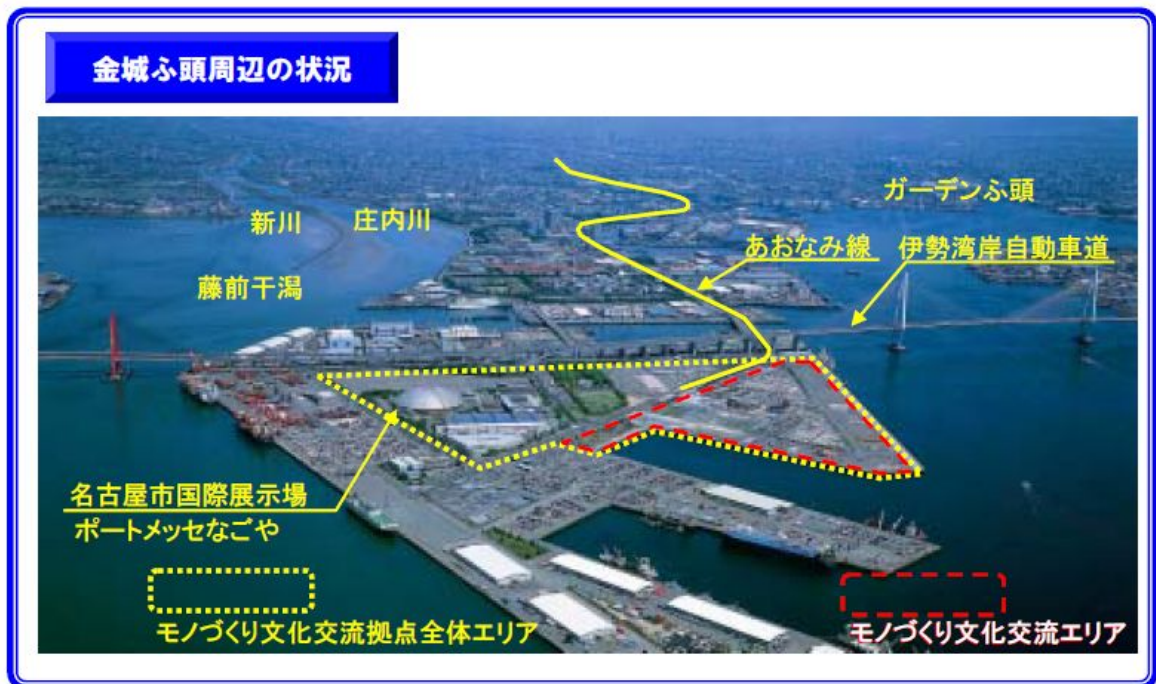 金城ふ頭周辺の状況
ガーデンふ頭
新川
庄内川
あおなみ線
伊勢湾岸自動車道
藤前干潟
名古屋市国際展示場
ポートメッセなごや
モノづくり文化交流拠点全体エリア
モノづくり文化交流エリア